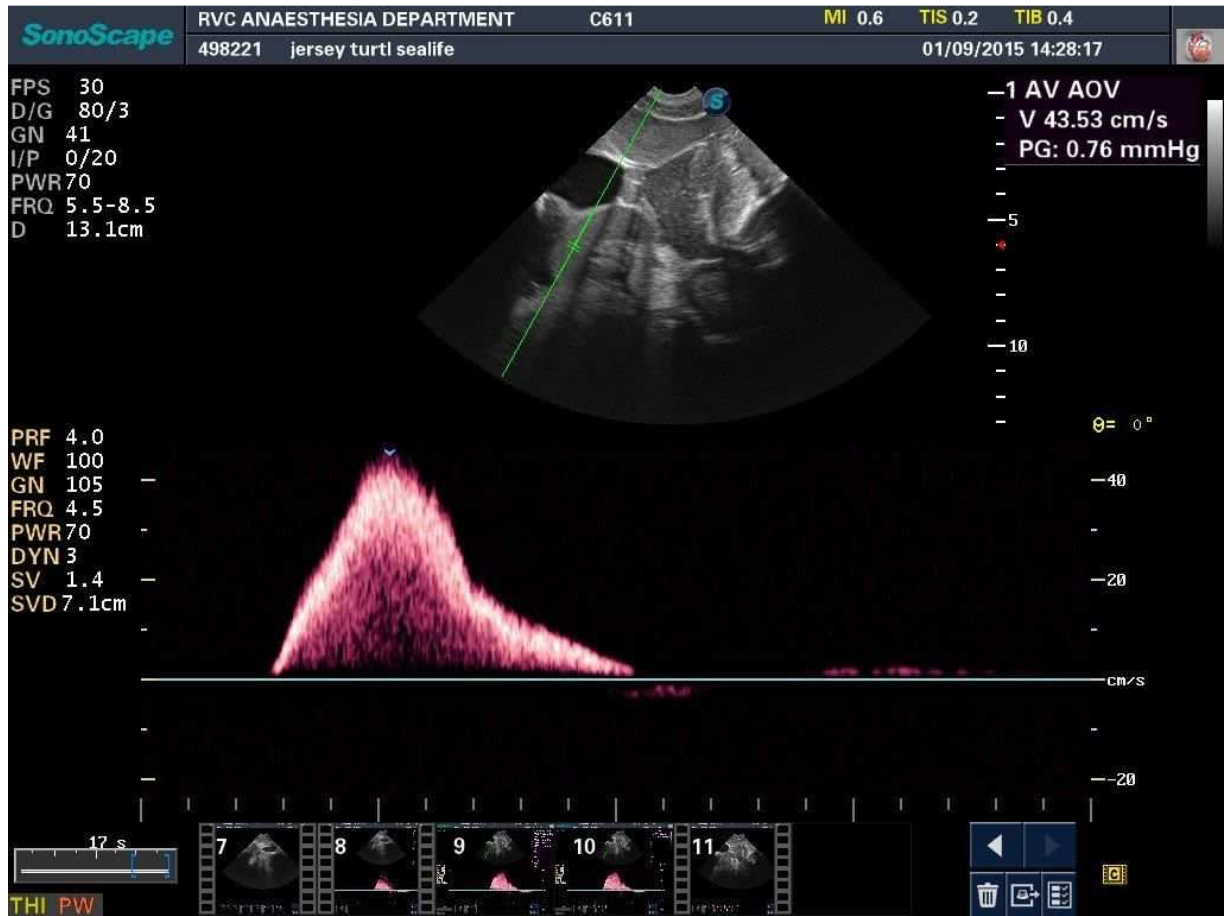 SonoScape
RVC ANAESTHESIA DEPARTMENT C611 MI 0.6 TIS 0.2 TIB 0.4
498221 jersey turtl sealife 01/09/2015 14:28:17
FPS 30
D/G 80/3
GN 41
I/P 0/20
PWR 70
FRQ 5.5-8.5
D 13.1cm
S
1 AV AOV
V 43.53 cm/s
PG: 0.76 mmHg
5
10
θ= 0°
PRF 4.0
WF 100
GN 105
FRQ 4.5
PWR 70
DYN 3
SV 1.4
SVD 7.1cm
40
20
cm/s
-20
17 s
7 8 9 10 11
C
THI PW